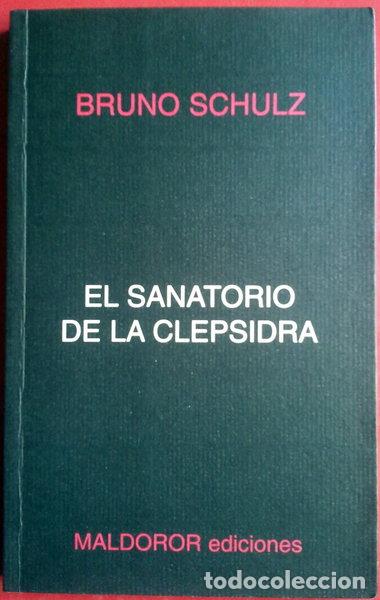 BRUNO SCHULZ
EL SANATORIO
DE LA CLEPSIDRA
MALDOROR ediciones
todocoleccion